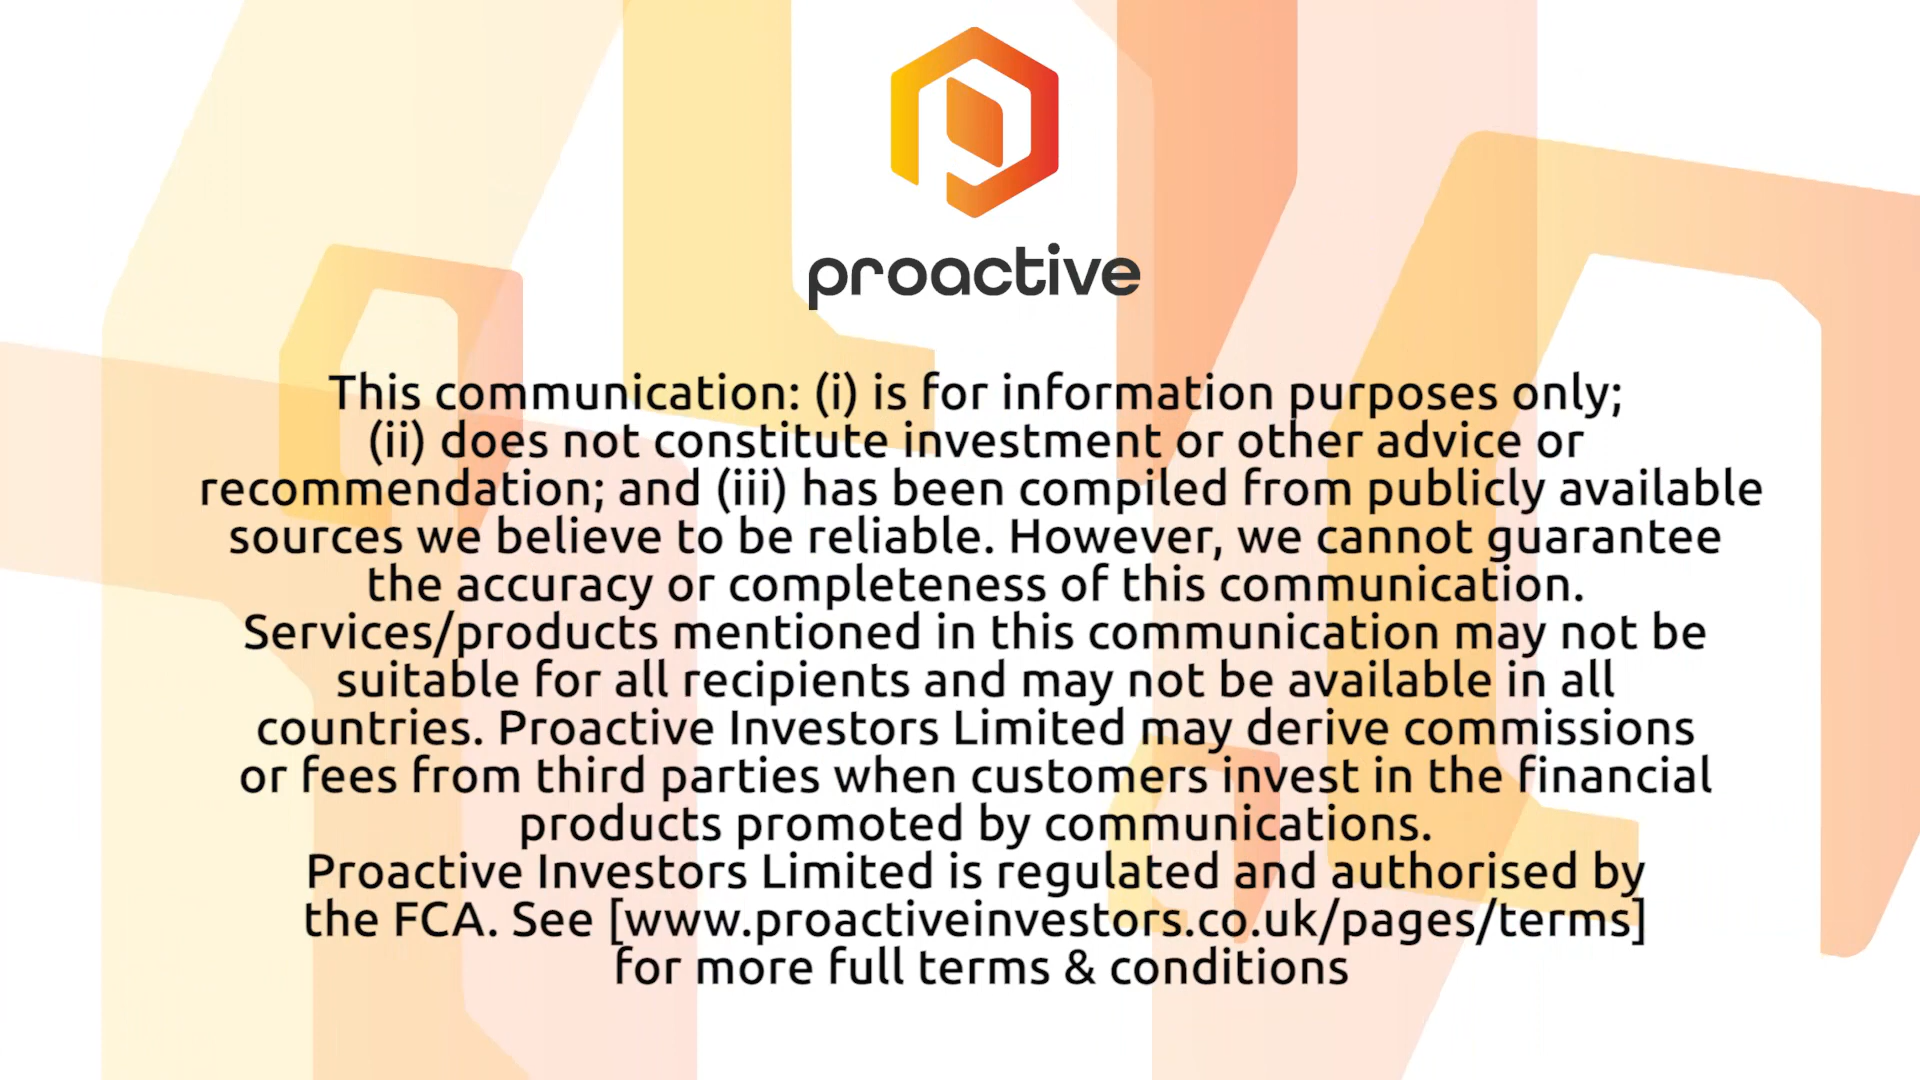 proactive
This communication: (i) is for information purposes only;
(ii) does not constitute investment or other advice or
recommendation; and (iii) has been compiled from publicly available
sources we believe to be reliable. However, we cannot guarantee
the accuracy or completeness of this communication.
Services/products mentioned in this communication may not be
suitable for all recipients and may not be available in all
countries. Proactive Investors Limited may derive commissions
or fees from third parties when customers invest in the financial
products promoted by communications.
Proactive Investors Limited is regulated and authorised by
the FCA. See [www.proactiveinvestors.co.uk/pages/terms]
for more full terms & conditions